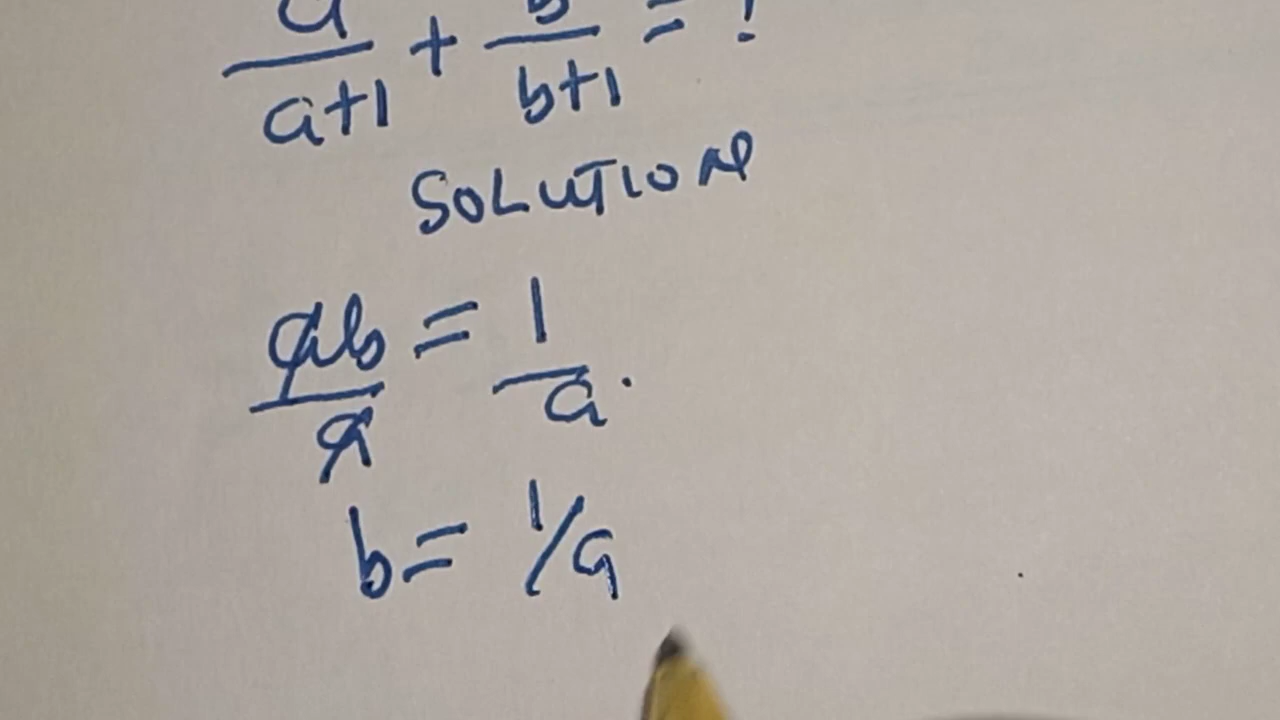 a/(a+1) + b/(b+1) = ?
SOLUTION
ab/a = 1/a.
b = 1/a